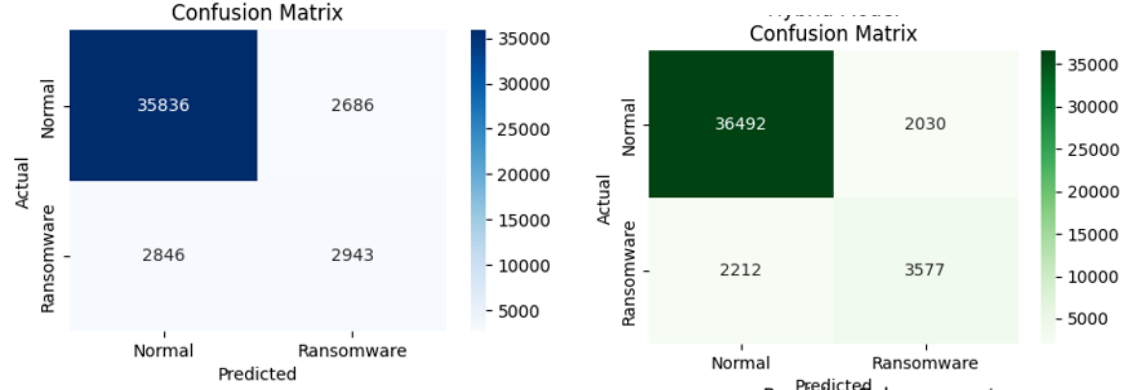 Confusion Matrix
Normal
35836
2686
Actual
Ransomware
2846
2943
Normal
Ransomware
Predicted
35000
30000
25000
20000
15000
10000
5000
Hybrid Model
Confusion Matrix
Normal
36492
2030
Actual
Ransomware
2212
3577
Normal
Ransomware
Predicted
35000
30000
25000
20000
15000
10000
5000